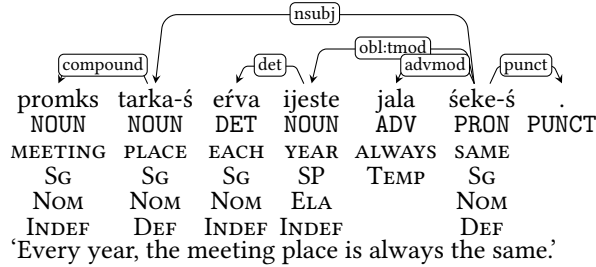 nsubj
obl:tmod
compound det advmod punct
promks tarka-ś eŕva ijeste jala śeke-ś .
NOUN NOUN DET NOUN ADV PRON PUNCT
MEETING PLACE EACH YEAR ALWAYS SAME
SG SG SG SP TEMP SG
NOM NOM NOM ELA NOM
INDEF DEF INDEF INDEF DEF
‘Every year, the meeting place is always the same.’